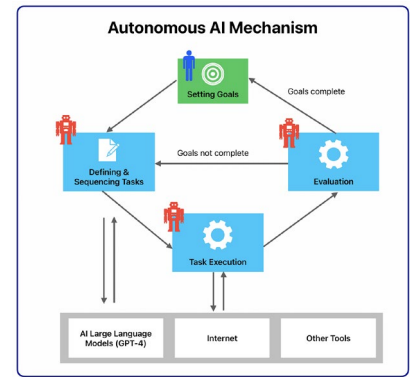 Autonomous AI Mechanism
Setting Goals
Goals complete
Goals not complete
Defining &
Sequencing Tasks
Evaluation
Task Execution
AI Large Language
Models (GPT-4)
Internet
Other Tools